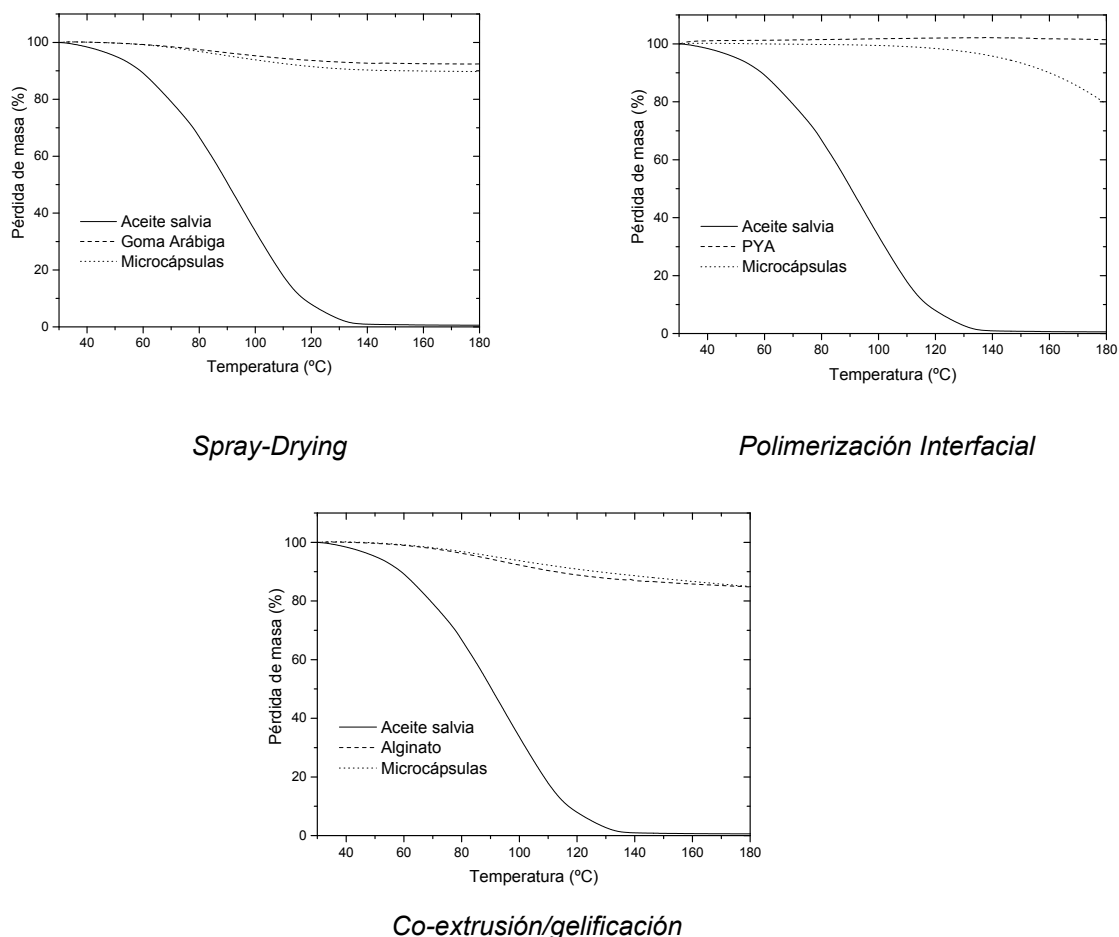 Pérdida de masa (%)
100
80
60
40
20
0
Aceite salvia
Goma Arábiga
Microcápsulas
40 60 80 100 120 140 160 180
Temperatura (ºC)
Spray-Drying
Pérdida de masa (%)
100
80
60
40
20
0
Aceite salvia
PYA
Microcápsulas
40 60 80 100 120 140 160 180
Temperatura (ºC)
Polimerización Interfacial
Pérdida de masa (%)
100
80
60
40
20
0
Aceite salvia
Alginato
Microcápsulas
40 60 80 100 120 140 160 180
Temperatura (ºC)
Co-extrusión/gelificación